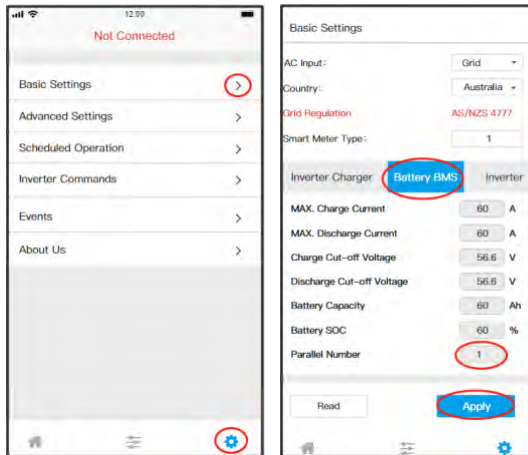 12:00
Not Connected
Basic Settings
Advanced Settings
Scheduled Operation
Inverter Commands
Events
About Us
Basic Settings
AC Input: Grid
Country: Australia
Grid Regulation AS/NZS 4777
Smart Meter Type: 1
Inverter Charger Battery BMS Inverter
MAX. Charge Current 60 A
MAX. Discharge Current 60 A
Charge Cut-off Voltage 56.6 V
Discharge Cut-off Voltage 56.6 V
Battery Capacity 60 Ah
Battery SOC 60 %
Parallel Number 1
Read Apply